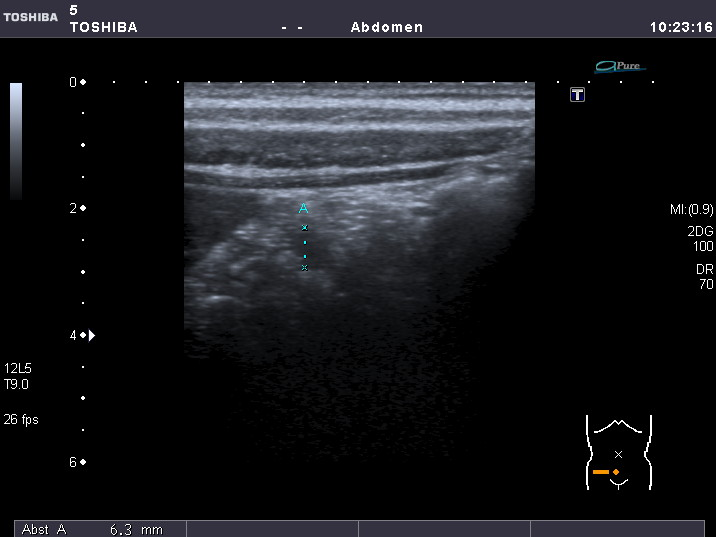 TOSHIBA
5
TOSHIBA - - Abdomen 10:23:16
APure
T
0
2
4
6
A
MI:(0.9)
2DG
100
DR
70
12L5
T9.0
26 fps
Abst A 6.3 mm